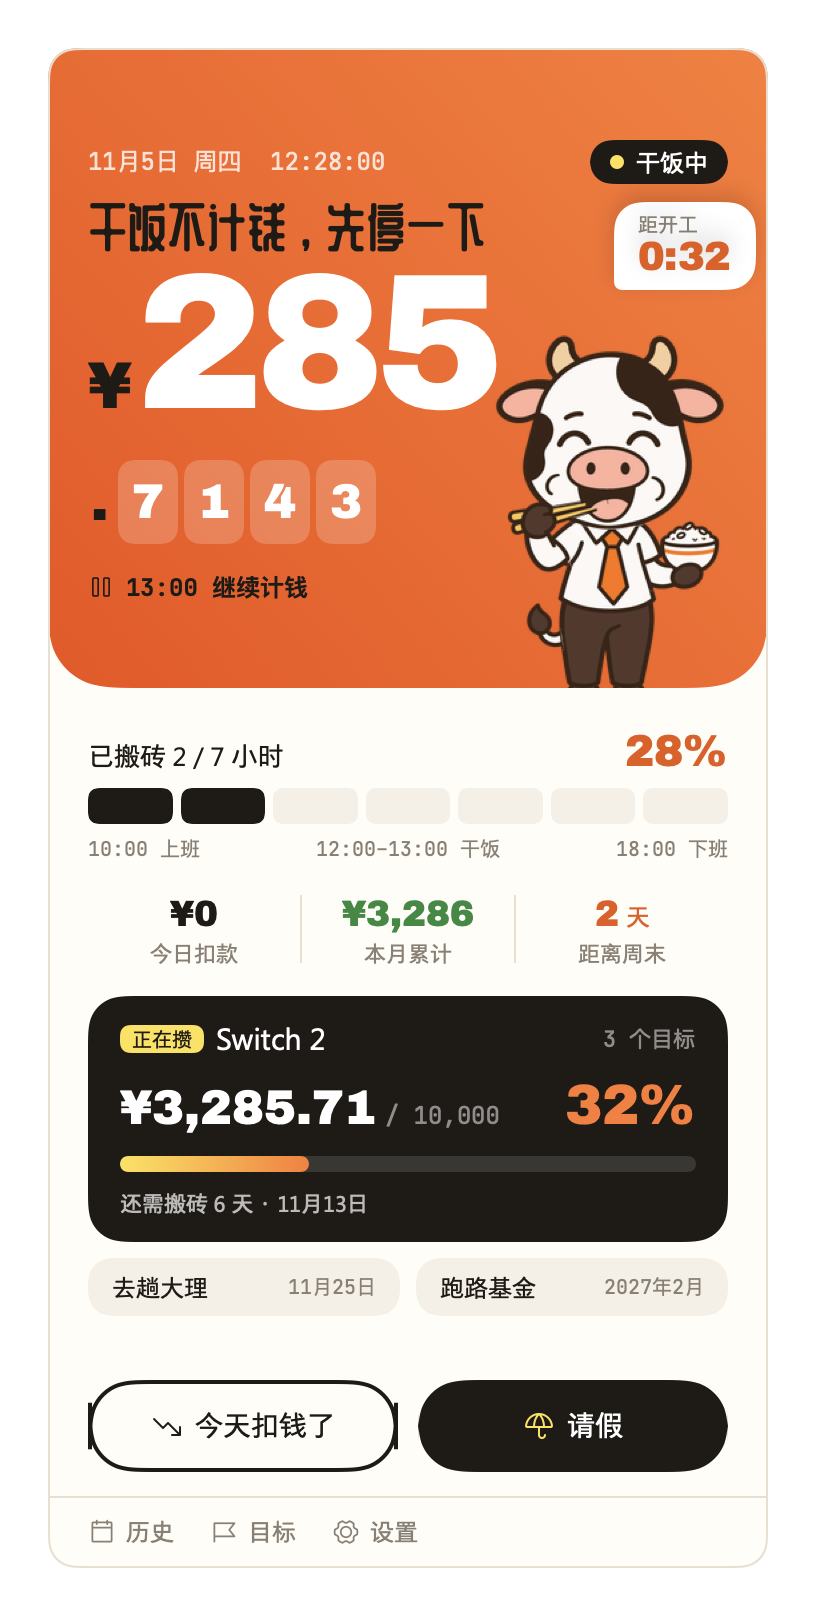 11月5日 周四 12:28:00
干饭中
干饭不计钱，先停一下
距开工
0:32
¥285
.7143
13:00 继续计钱
已搬砖 2 / 7 小时
28%
10:00 上班
12:00–13:00 干饭
18:00 下班
¥0
今日扣款
¥3,286
本月累计
2 天
距离周末
正在攒 Switch 2
3 个目标
¥3,285.71 / 10,000
32%
还需搬砖 6 天 · 11月13日
去趟大理 11月25日
跑路基金 2027年2月
今天扣钱了
请假
历史
目标
设置